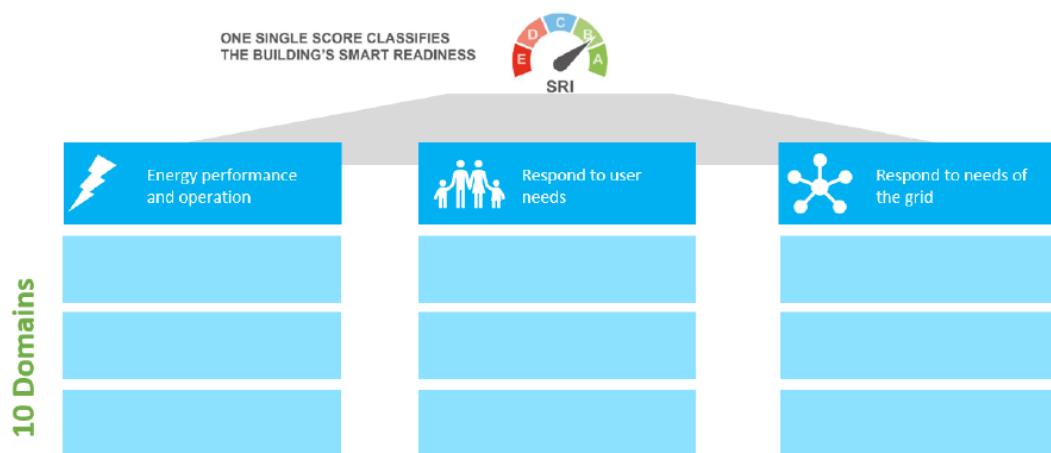 ONE SINGLE SCORE CLASSIFIES
THE BUILDING'S SMART READINESS
E
D
C
B
A
SRI
Energy performance
and operation
Respond to user
needs
Respond to needs of
the grid
10 Domains